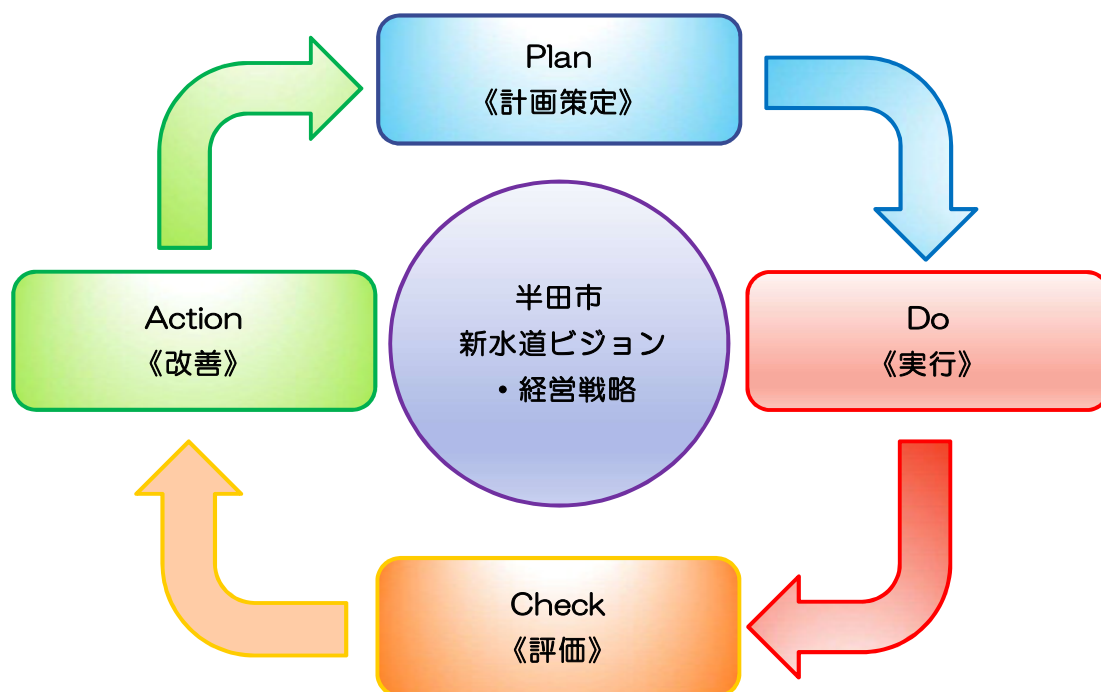 Plan
《計画策定》
Action
《改善》
半田市
新水道ビジョン
・経営戦略
Do
《実行》
Check
《評価》